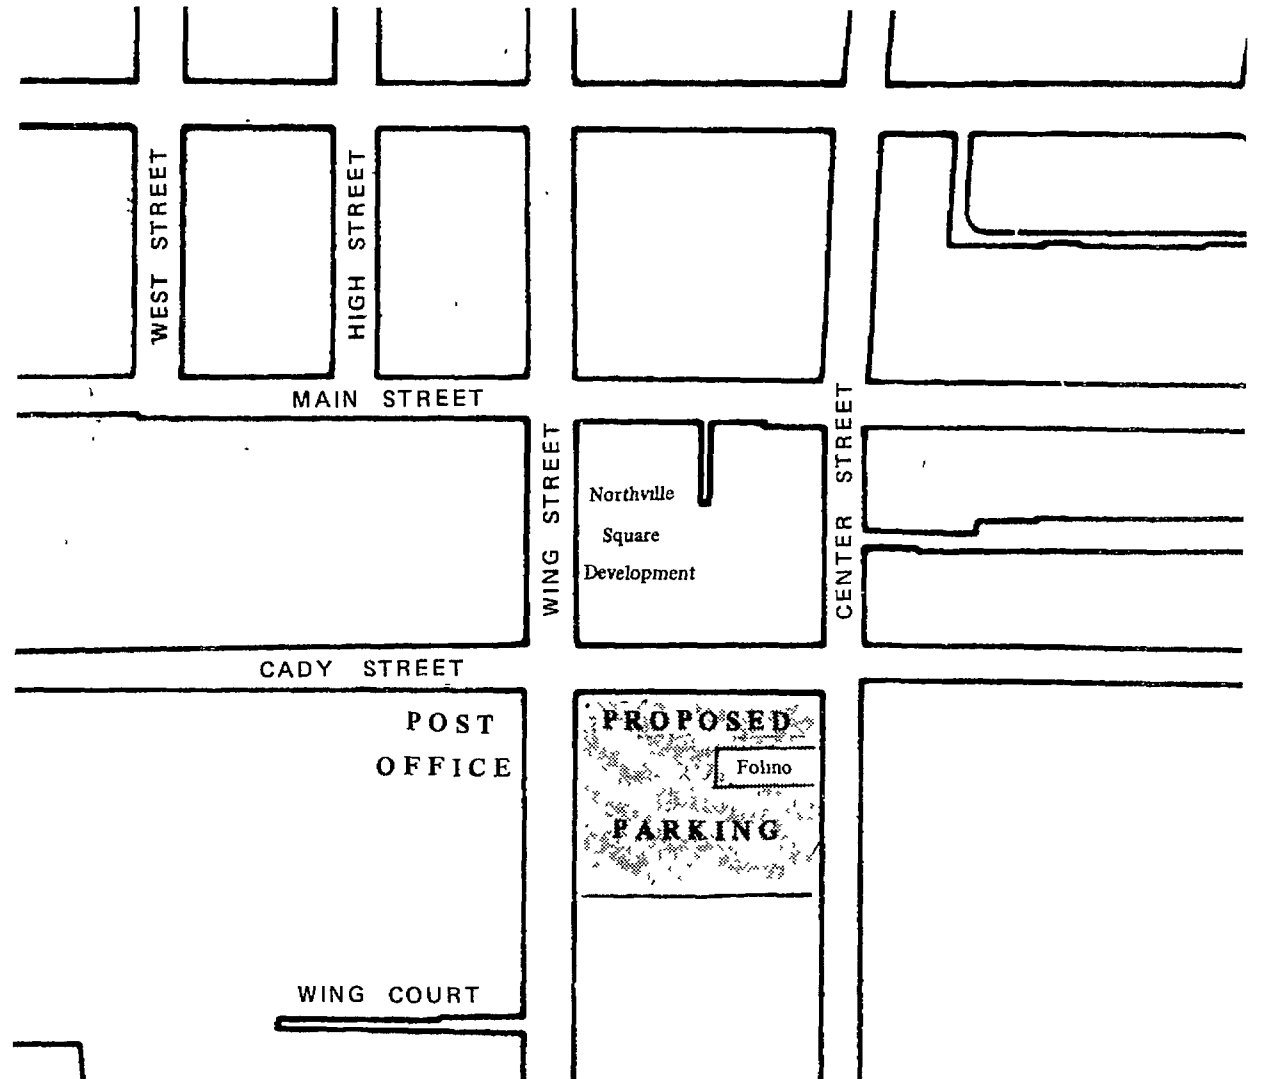 WEST STREET
HIGH STREET
MAIN STREET
WING STREET
CENTER STREET
Northville
Square
Development
CADY STREET
POST
OFFICE
PROPOSED
Folino
PARKING
WING COURT